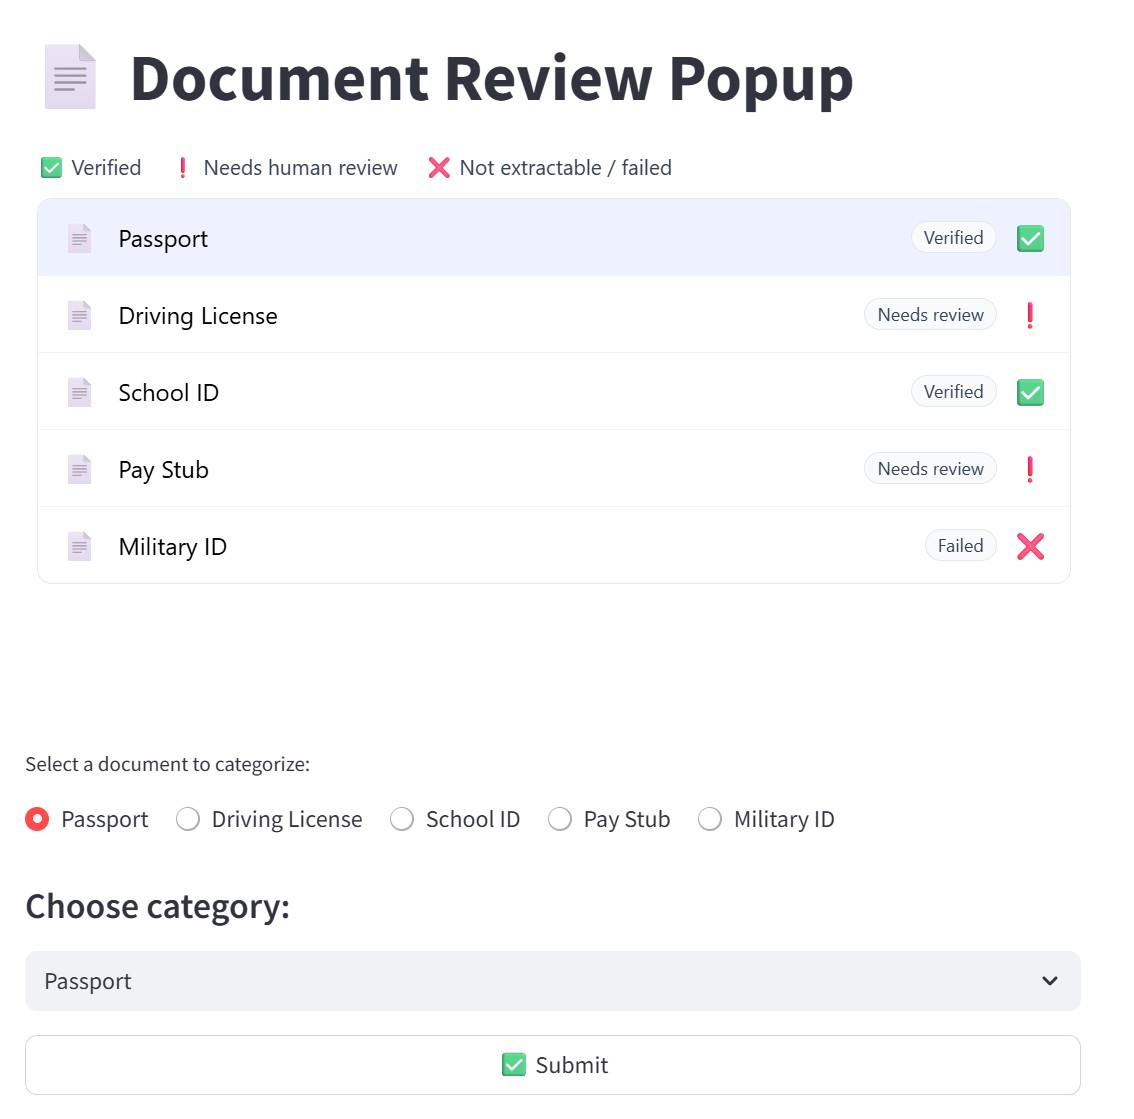 Document Review Popup
Verified Needs human review Not extractable / failed
Passport Verified
Driving License Needs review
School ID Verified
Pay Stub Needs review
Military ID Failed
Select a document to categorize:
Passport Driving License School ID Pay Stub Military ID
Choose category:
Passport
Submit